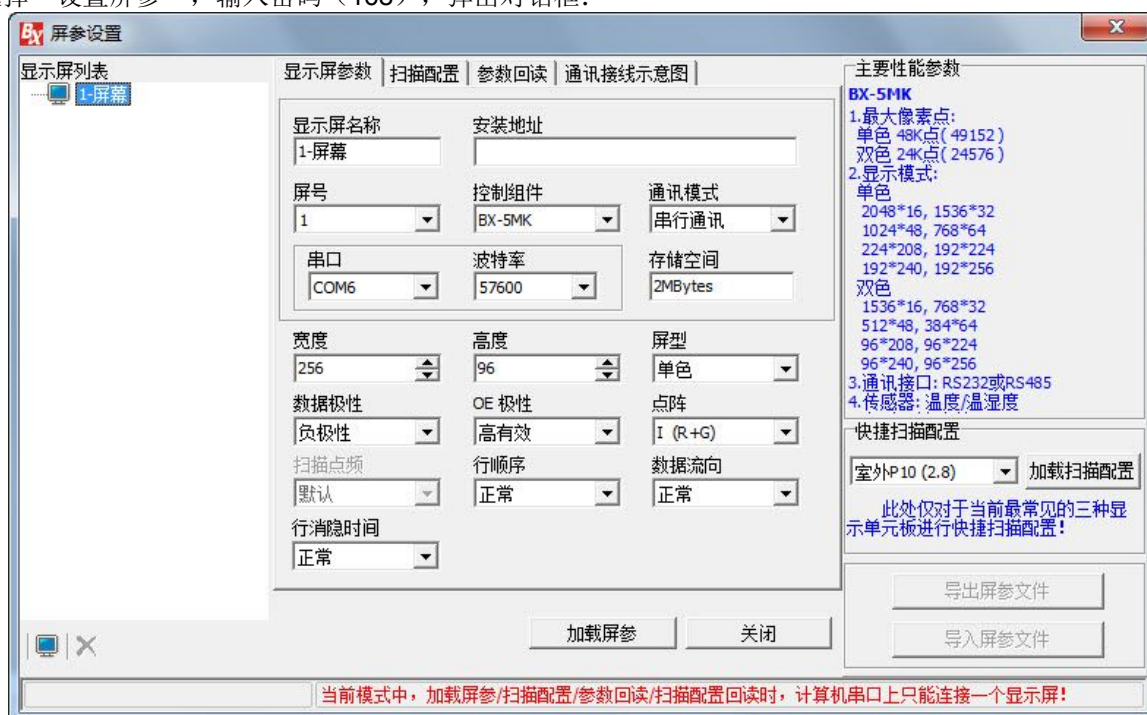 设置屏参 ，输入密码（168），弹出对话框：
BX 屏参设置
显示屏列表
1-屏幕
显示屏参数 扫描配置 参数回读 通讯接线示意图
显示屏名称 安装地址
1-屏幕
屏号 控制组件 通讯模式
1 BX-5MK 串行通讯
串口 波特率 存储空间
COM6 57600 2MBytes
宽度 高度 屏型
256 96 单色
数据极性 OE 极性 点阵
负极性 高有效 I (R+G)
扫描点频 行顺序 数据流向
默认 正常 正常
行消隐时间
正常
加载屏参 关闭
主要性能参数
BX-5MK
1.最大像素点:
单色 48K点( 49152 )
双色 24K点( 24576 )
2.显示模式:
单色
2048*16, 1536*32
1024*48, 768*64
224*208, 192*224
192*240, 192*256
双色
1536*16, 768*32
512*48, 384*64
96*208, 96*224
96*240, 96*256
3.通讯接口: RS232或RS485
4.传感器: 温度/温湿度
快捷扫描配置
室外P10 (2.8) 加载扫描配置
此处仅对于当前最常见的三种显
示单元板进行快捷扫描配置!
导出屏参文件
导入屏参文件
当前模式中，加载屏参/扫描配置/参数回读/扫描配置回读时，计算机串口上只能连接一个显示屏!